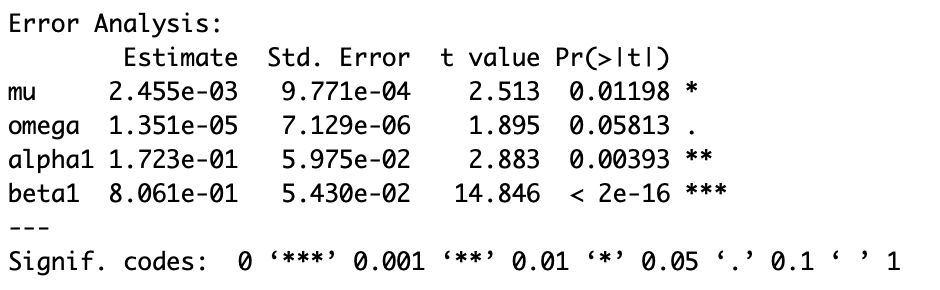 Error Analysis:
        Estimate  Std. Error  t value Pr(>|t|)
mu     2.455e-03   9.771e-04    2.513  0.01198 *
omega  1.351e-05   7.129e-06    1.895  0.05813 .
alpha1 1.723e-01   5.975e-02    2.883  0.00393 **
beta1  8.061e-01   5.430e-02   14.846  < 2e-16 ***
---
Signif. codes:  0 ‘***’ 0.001 ‘**’ 0.01 ‘*’ 0.05 ‘.’ 0.1 ‘ ’ 1